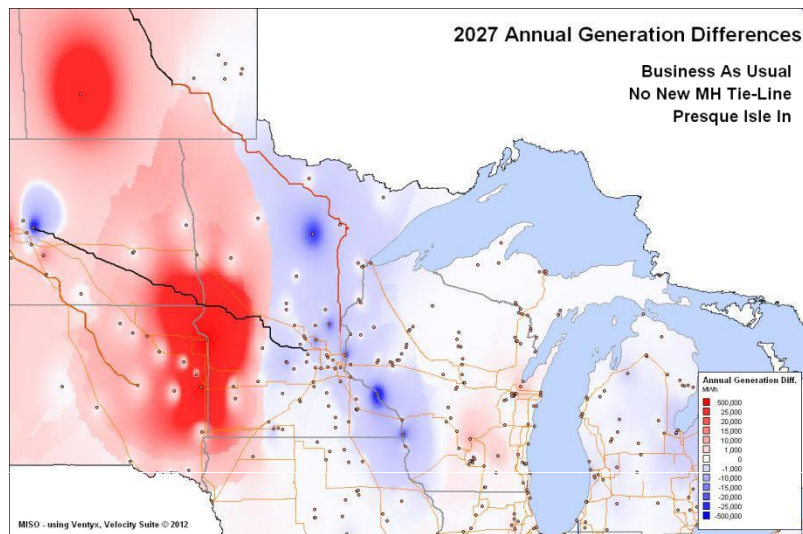 2027 Annual Generation Differences
Business As Usual
No New MH Tie-Line
Presque Isle In
Annual Generation Diff.
MWh
500,000
25,000
20,000
15,000
10,000
1,000
0
-1,000
-10,000
-15,000
-20,000
-25,000
-500,000
MISO - using Ventyx, Velocity Suite © 2012